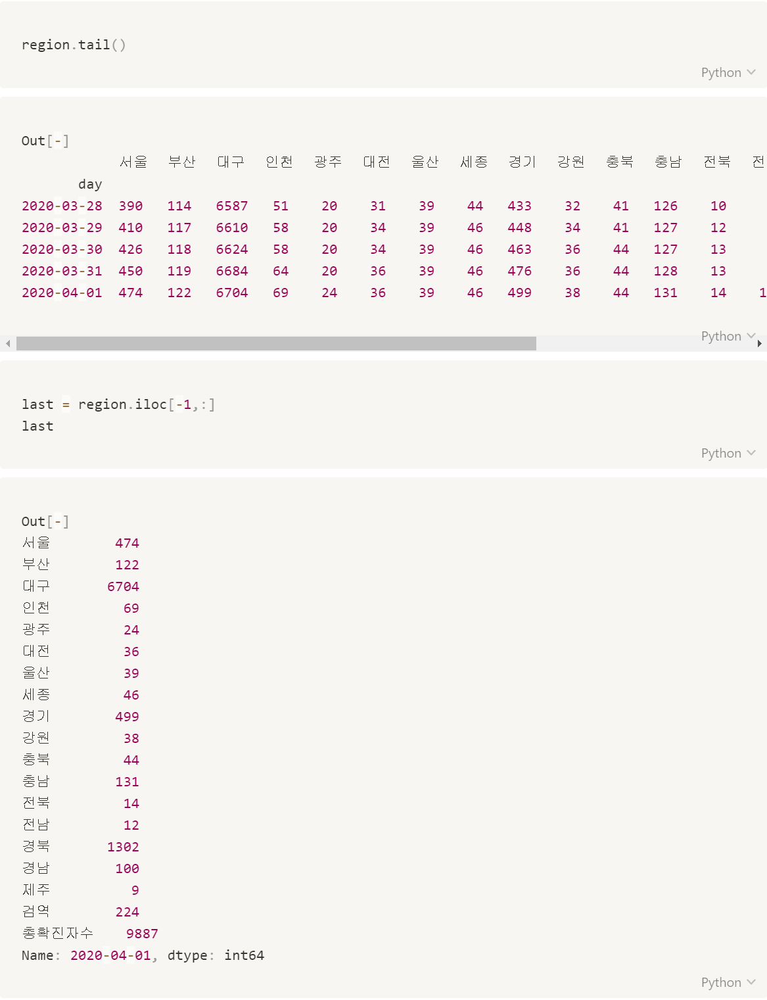 region.tail()
Python
Out[-]
서울 부산 대구 인천 광주 대전 울산 세종 경기 강원 충북 충남 전북 전
day
2020-03-28 390 114 6587 51 20 31 39 44 433 32 41 126 10
2020-03-29 410 117 6610 58 20 34 39 46 448 34 41 127 12
2020-03-30 426 118 6624 58 20 34 39 46 463 36 44 127 13
2020-03-31 450 119 6684 64 20 36 39 46 476 36 44 128 13
2020-04-01 474 122 6704 69 24 36 39 46 499 38 44 131 14 1
Python
last = region.iloc[-1,:]
last
Python
Out[-]
서울 474
부산 122
대구 6704
인천 69
광주 24
대전 36
울산 39
세종 46
경기 499
강원 38
충북 44
충남 131
전북 14
전남 12
경북 1302
경남 100
제주 9
검역 224
총확진자수 9887
Name: 2020-04-01, dtype: int64
Python